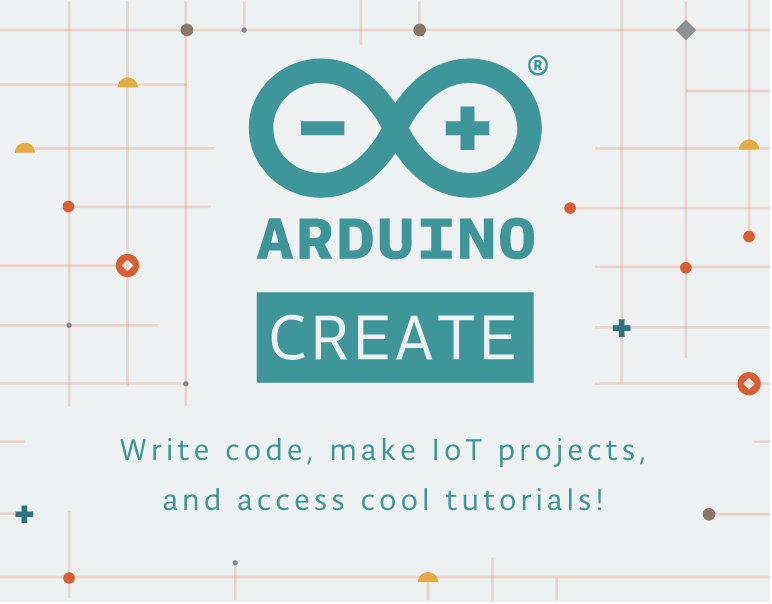 ®
ARDUINO
CREATE
Write code, make IoT projects,
and access cool tutorials!